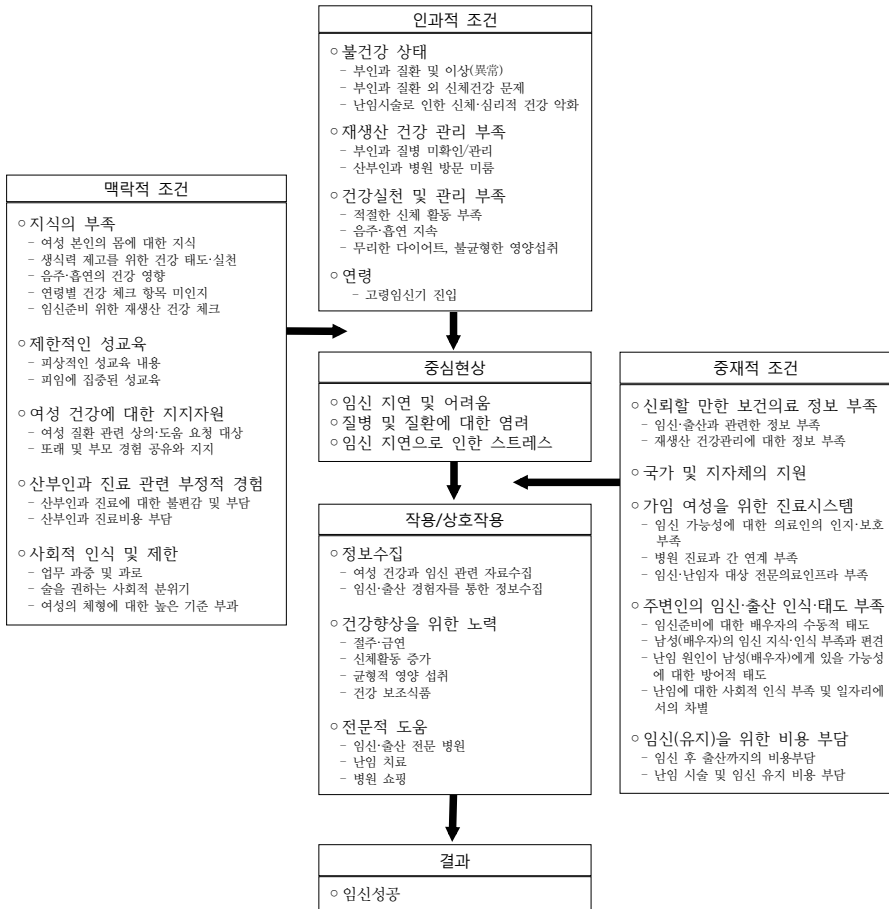 인과적 조건
○ 불건강 상태
- 부인과 질환 및 이상(異常)
- 부인과 질환 외 신체건강 문제
- 난임시술로 인한 신체·심리적 건강 악화
○ 재생산 건강 관리 부족
- 부인과 질병 미확인/관리
- 산부인과 병원 방문 미룸
○ 건강실천 및 관리 부족
- 적절한 신체 활동 부족
- 음주·흡연 지속
- 무리한 다이어트, 불균형한 영양섭취
○ 연령
- 고령임신기 진입
맥락적 조건
○ 지식의 부족
- 여성 본인의 몸에 대한 지식
- 생식력 제고를 위한 건강 태도·실천
- 음주·흡연의 건강 영향
- 연령별 건강 체크 항목 미인지
- 임신준비 위한 재생산 건강 체크
○ 제한적인 성교육
- 피상적인 성교육 내용
- 피임에 집중된 성교육
○ 여성 건강에 대한 지지자원
- 여성 질환 관련 상의·도움 요청 대상
- 또래 및 부모 경험 공유와 지지
○ 산부인과 진료 관련 부정적 경험
- 산부인과 진료에 대한 불편감 및 부담
- 산부인과 진료비용 부담
○ 사회적 인식 및 제한
- 업무 과중 및 과로
- 술을 권하는 사회적 분위기
- 여성의 체형에 대한 높은 기준 부과
중심현상
○ 임신 지연 및 어려움
○ 질병 및 질환에 대한 염려
○ 임신 지연으로 인한 스트레스
중재적 조건
○ 신뢰할 만한 보건의료 정보 부족
- 임신·출산과 관련한 정보 부족
- 재생산 건강관리에 대한 정보 부족
○ 국가 및 지자체의 지원
○ 가임 여성을 위한 진료시스템
- 임신 가능성에 대한 의료인의 인지·보호
부족
- 병원 진료과 간 연계 부족
- 임신·난임자 대상 전문의료인프라 부족
○ 주변인의 임신·출산 인식·태도 부족
- 임신준비에 대한 배우자의 수동적 태도
- 남성(배우자)의 임신 지식·인식 부족과 편견
- 난임 원인이 남성(배우자)에게 있을 가능성
에 대한 방어적 태도
- 난임에 대한 사회적 인식 부족 및 일자리에
서의 차별
○ 임신(유지)을 위한 비용 부담
- 임신 후 출산까지의 비용부담
- 난임 시술 및 임신 유지 비용 부담
작용/상호작용
○ 정보수집
- 여성 건강과 임신 관련 자료수집
- 임신·출산 경험자를 통한 정보수집
○ 건강향상을 위한 노력
- 절주·금연
- 신체활동 증가
- 균형적 영양 섭취
- 건강 보조식품
○ 전문적 도움
- 임신·출산 전문 병원
- 난임 치료
- 병원 쇼핑
결과
○ 임신성공